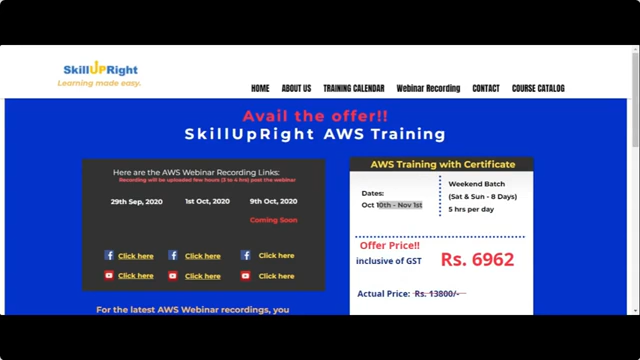 SkillUpRight
Learning made easy.
HOME ABOUT US TRAINING CALENDAR Webinar Recording CONTACT COURSE CATALOG
Avail the offer!!
SkillUpRight AWS Training
Here are the AWS Webinar Recording Links:
Recording will be uploaded few hours (3 to 4 hrs) post the webinar
29th Sep, 2020 1st Oct, 2020 9th Oct, 2020
Coming Soon
Click here Click here Click here
Click here Click here Click here
For the latest AWS Webinar recordings, you
AWS Training with Certificate
Dates:
Oct 10th - Nov 1st
Weekend Batch
(Sat & Sun - 8 Days)
5 hrs per day
Offer Price!!
inclusive of GST
Rs. 6962
Actual Price: Rs. 13800/-